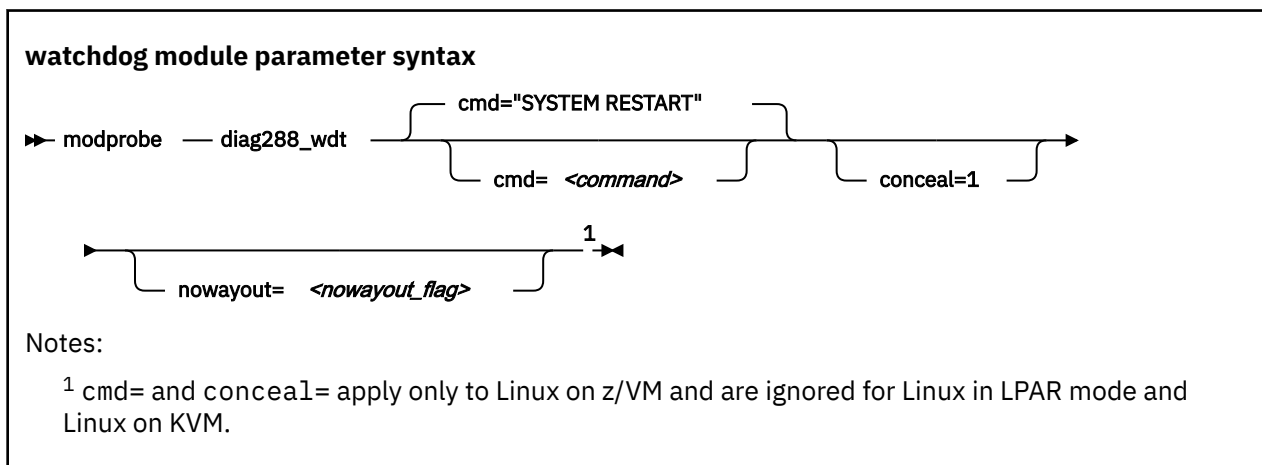 watchdog module parameter syntax
cmd="SYSTEM RESTART"
modprobe diag288_wdt
cmd= <command> conceal=1
1
nowayout= <nowayout_flag>
Notes:
1 cmd= and conceal= apply only to Linux on z/VM and are ignored for Linux in LPAR mode and
Linux on KVM.